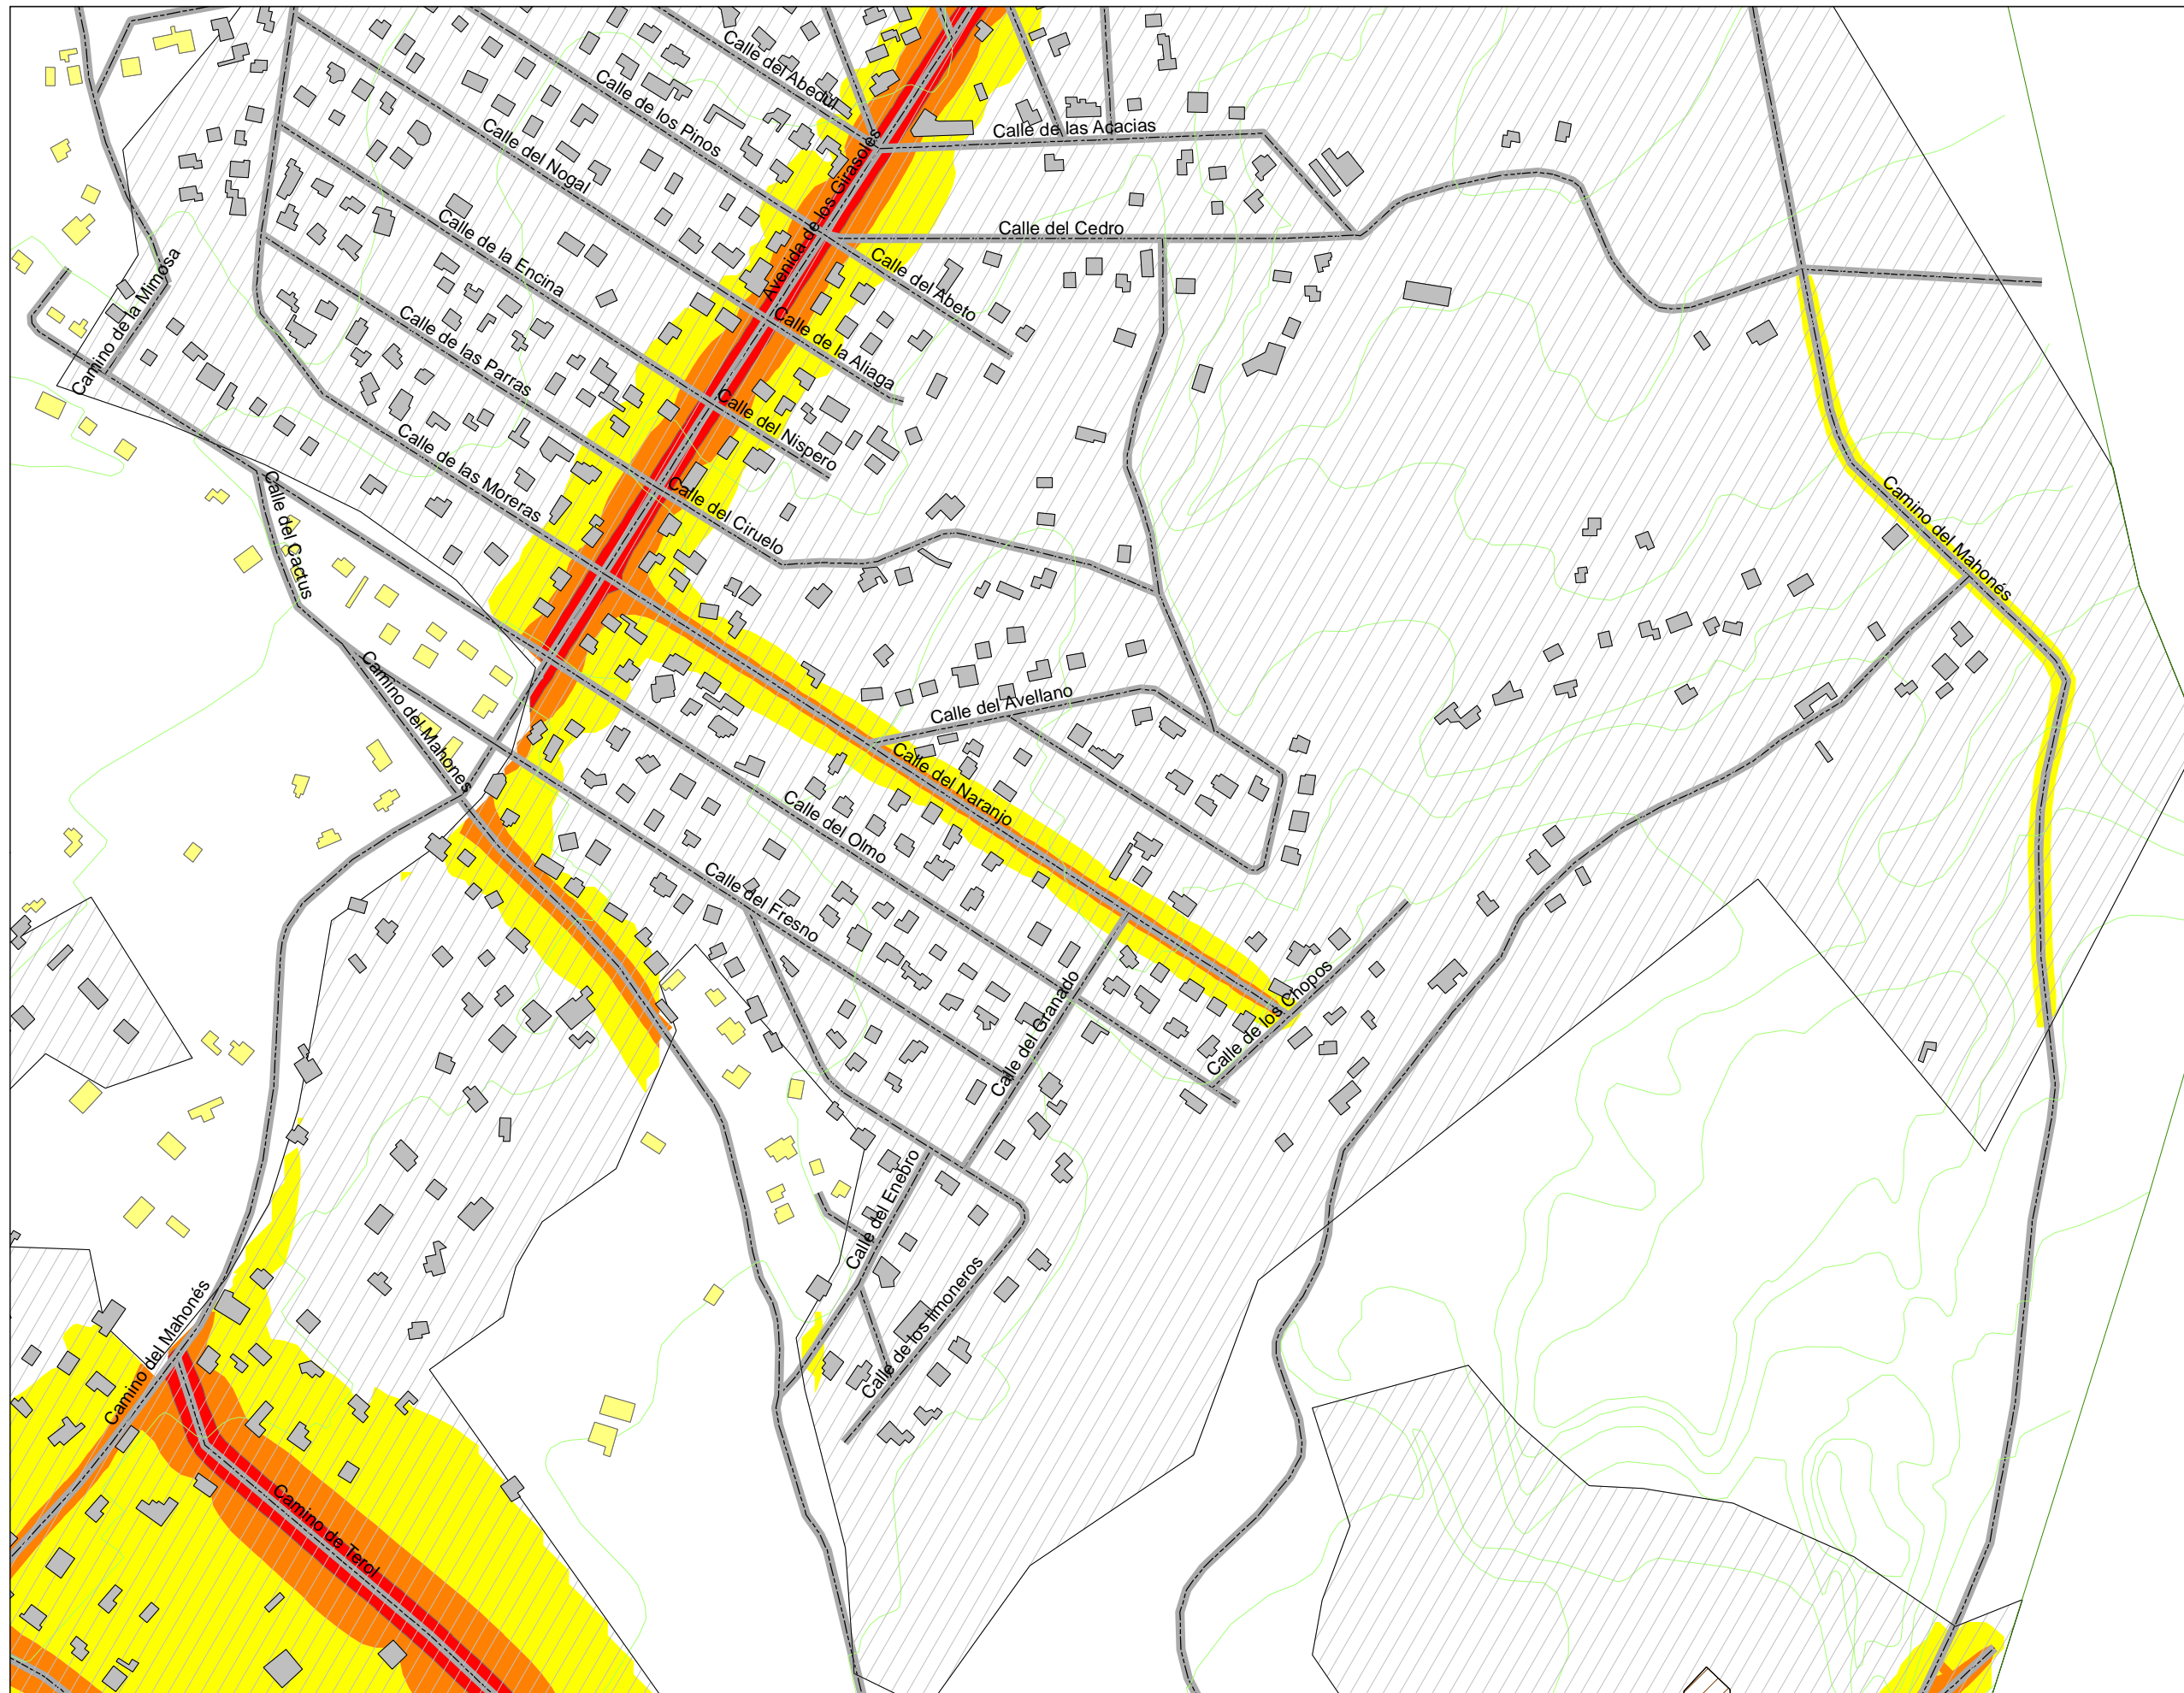 Calle del Abedul
Calle de los Pinos
Calle de las Acacias
Calle del Nogal
Avenida de los Girasoles
Calle de la Encina
Calle del Cedro
Calle del Abeto
Camino de la Mimosa
Calle de las Parras
Calle de la Aliaga
Calle del Nispero
Calle de las Moreras
Calle del Ciruelo
Calle del Cactus
Camino del Mahonés
Camino del Mahones
Calle del Avellano
Calle del Naranjo
Calle del Olmo
Calle del Fresno
Calle de los Chopos
Calle del Granado
Calle del Enebro
Calle de los limoneros
Camino del Mahonés
Camino de Terol